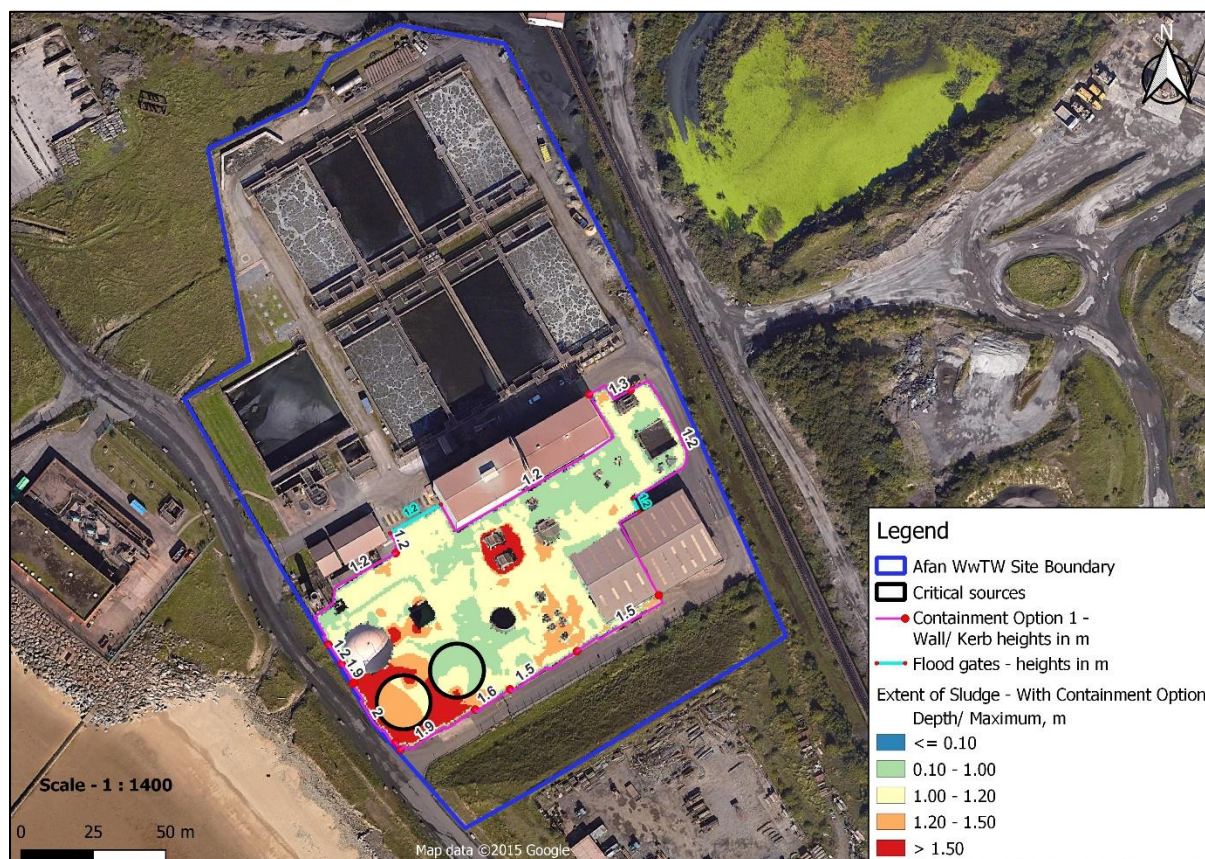 N
1.3
1.2
1.2
1.2
1.2
1.2
1.2
1.5
1.2
1.9
1.5
1.6
2
1.9
Scale - 1 : 1400
0 25 50 m
Map data ©2015 Google
Legend
Afan WwTW Site Boundary
Critical sources
Containment Option 1 -
Wall/ Kerb heights in m
Flood gates - heights in m
Extent of Sludge - With Containment Option
Depth/ Maximum, m
<= 0.10
0.10 - 1.00
1.00 - 1.20
1.20 - 1.50
> 1.50